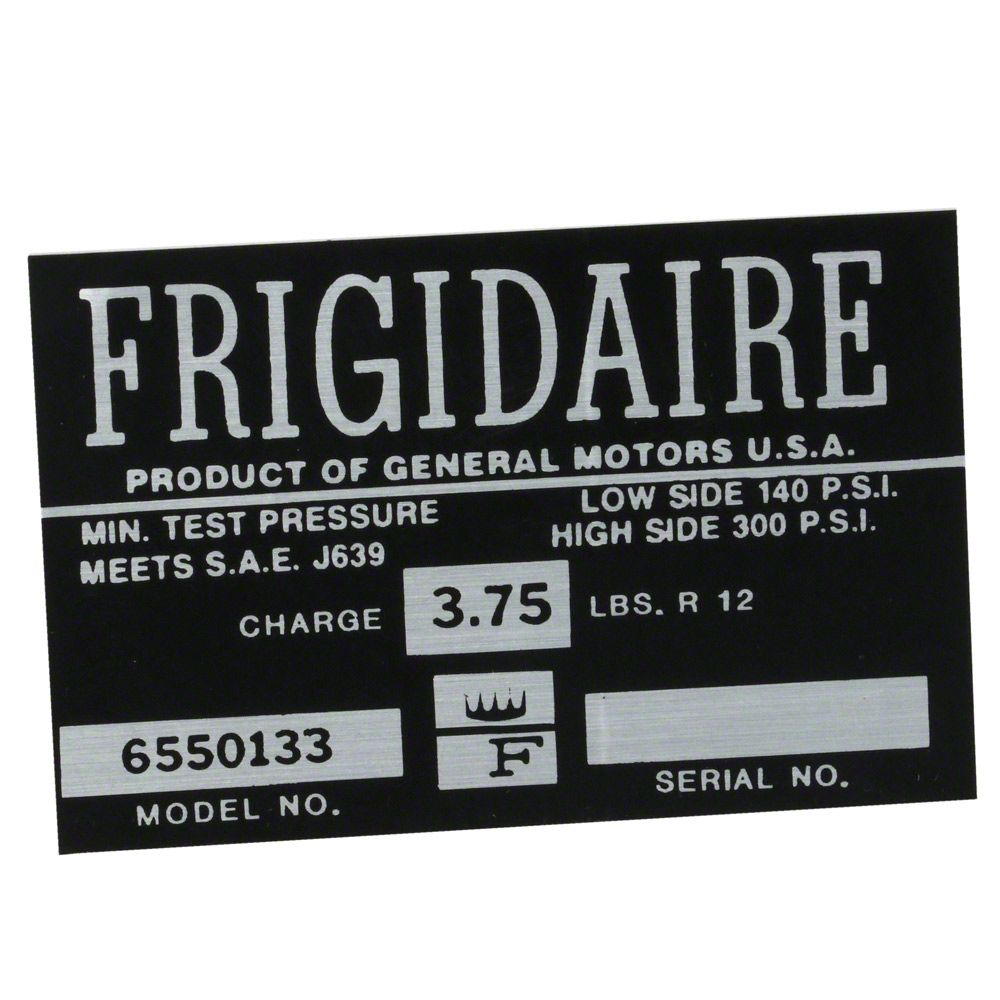 FRIGIDAIRE
PRODUCT OF GENERAL MOTORS U.S.A.
MIN. TEST PRESSURE
MEETS S.A.E. J639
LOW SIDE 140 P.S.I.
HIGH SIDE 300 P.S.I.
CHARGE 3.75 LBS. R 12
6550133
MODEL NO.
F
SERIAL NO.